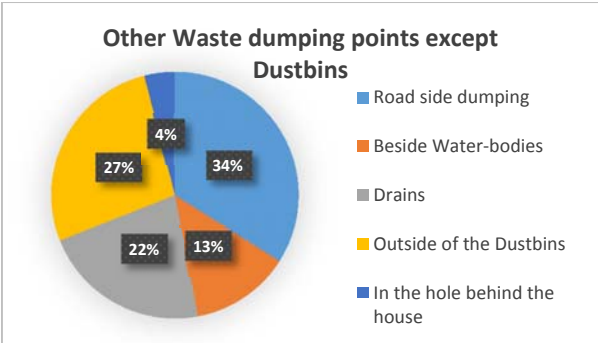 Other Waste dumping points except
Dustbins
4%
27%
34%
22%
13%
Road side dumping
Beside Water-bodies
Drains
Outside of the Dustbins
In the hole behind the
house